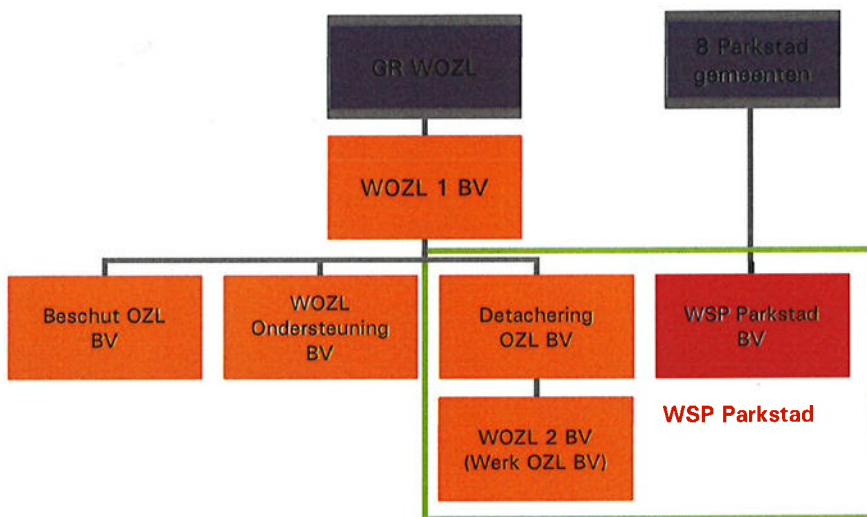 GR WOZL
8 Parkstad
gemeenten
WOZL 1 BV
Beschut OZL
BV
WOZL
Ondersteuning
BV
Detachering
OZL BV
WSP Parkstad
BV
WOZL 2 BV
(Werk OZL BV)
WSP Parkstad